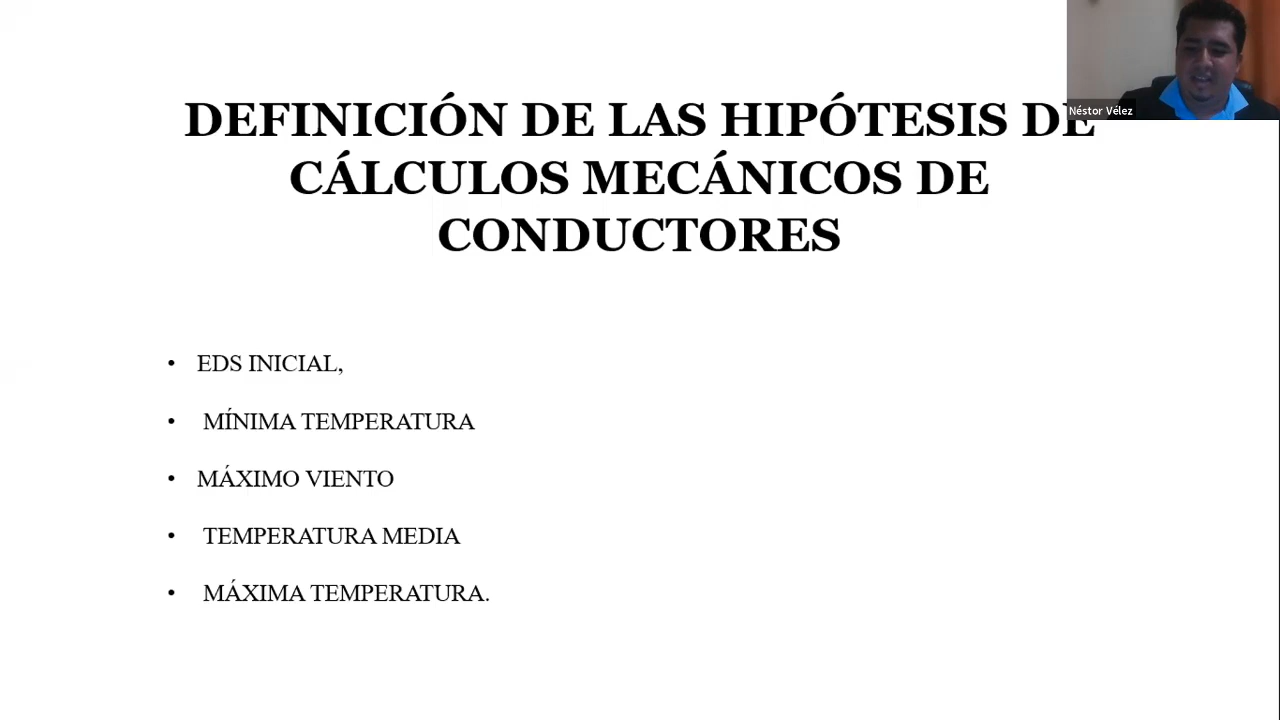 DEFINICIÓN DE LAS HIPÓTESIS DE
CÁLCULOS MECÁNICOS DE
CONDUCTORES
Néstor Vélez
• EDS INICIAL,
• MÍNIMA TEMPERATURA
• MÁXIMO VIENTO
• TEMPERATURA MEDIA
• MÁXIMA TEMPERATURA.